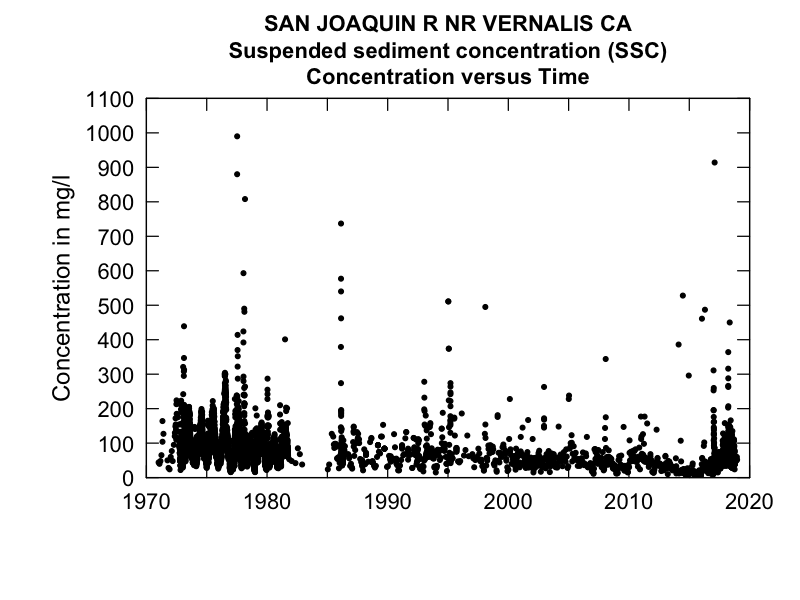 SAN JOAQUIN R NR VERNALIS CA
Suspended sediment concentration (SSC)
Concentration versus Time
Concentration in mg/l
1100
1000
900
800
700
600
500
400
300
200
100
0
1970 1980 1990 2000 2010 2020